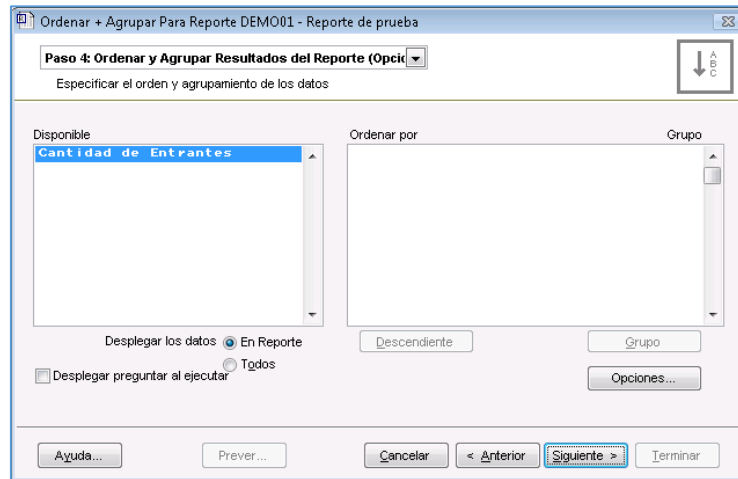 Ordenar + Agrupar Para Reporte DEMO01 - Reporte de prueba
Paso 4: Ordenar y Agrupar Resultados del Reporte (Opcic
A
B
C
Especificar el orden y agrupamiento de los datos
Disponible
Ordenar por
Grupo
Cantidad de Entrantes
Desplegar los datos
En Reporte
Descendiente
Grupo
Todos
Desplegar preguntar al ejecutar
Opciones...
Ayuda...
Prever...
Cancelar
< Anterior
Siguiente >
Terminar